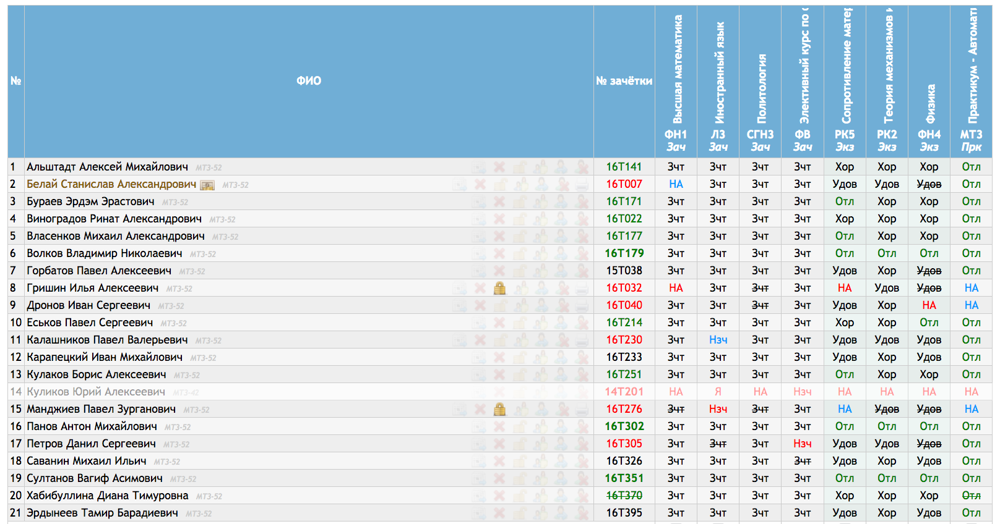 № ФИО № зачётки Высшая математика ФН1 Зач Иностранный язык Л3 Зач Политология СГН3 Зач Элективный курс по ФВ Зач Сопротивление матер РК5 Экз Теория механизмов РК2 Экз Физика ФН4 Экз Практикум - Автомат МТ3 Прк
1 Альштадт Алексей Михайлович МТ3-52 16Т141 Зчт Зчт Зчт Зчт Хор Хор Хор Отл
2 Белай Станислав Александрович МТ3-52 16Т007 НА Зчт Зчт Зчт Удов Удов Удов Отл
3 Бураев Эрдэм Эрастович МТ3-52 16Т171 Зчт Зчт Зчт Зчт Отл Хор Хор Отл
4 Виноградов Ринат Александрович МТ3-52 16Т022 Зчт Зчт Зчт Зчт Хор Хор Хор Отл
5 Власенков Михаил Александрович МТ3-52 16Т177 Зчт Зчт Зчт Зчт Отл Хор Хор Отл
6 Волков Владимир Николаевич МТ3-52 16Т179 Зчт Зчт Зчт Зчт Отл Отл Отл Отл
7 Горбатов Павел Алексеевич МТ3-52 15Т038 Зчт Зчт Зчт Зчт Удов Хор Удов Отл
8 Гришин Илья Алексеевич МТ3-52 16Т032 НА Зчт Зчт Зчт НА Удов Удов НА
9 Дронов Иван Сергеевич МТ3-52 16Т040 Зчт Зчт Зчт Зчт Удов Хор НА НА
10 Еськов Павел Сергеевич МТ3-52 16Т214 Зчт Зчт Зчт Зчт Хор Хор Отл Отл
11 Калашников Павел Валерьевич МТ3-52 16Т230 Зчт Нзч Зчт Зчт Удов Удов Удов Отл
12 Карапецкий Иван Михайлович МТ3-52 16Т233 Зчт Зчт Зчт Зчт Удов Хор Удов Отл
13 Кулаков Борис Алексеевич МТ3-52 16Т251 Зчт Зчт Зчт Зчт Отл Хор Хор Отл
14 Куликов Юрий Алексеевич МТ3-42 14Т201 НА Я НА Нзч НА НА НА НА
15 Манджиев Павел Зурганович МТ3-52 16Т276 Зчт Нзч Зчт Зчт НА Удов Удов НА
16 Панов Антон Михайлович МТ3-52 16Т302 Зчт Зчт Зчт Зчт Отл Отл Отл Отл
17 Петров Данил Сергеевич МТ3-52 16Т305 Зчт Зчт Зчт Нзч Удов Удов Удов Отл
18 Саванин Михаил Ильич МТ3-52 16Т326 Зчт Зчт Зчт Зчт Удов Хор Удов Отл
19 Султанов Вагиф Асимович МТ3-52 16Т351 Зчт Зчт Зчт Зчт Отл Отл Отл Отл
20 Хабибуллина Диана Тимуровна МТ3-52 16Т370 Зчт Зчт Зчт Зчт Хор Хор Хор Отл
21 Эрдынеев Тамир Барадиевич МТ3-52 16Т395 Зчт Зчт Зчт Зчт Удов Хор Удов Отл